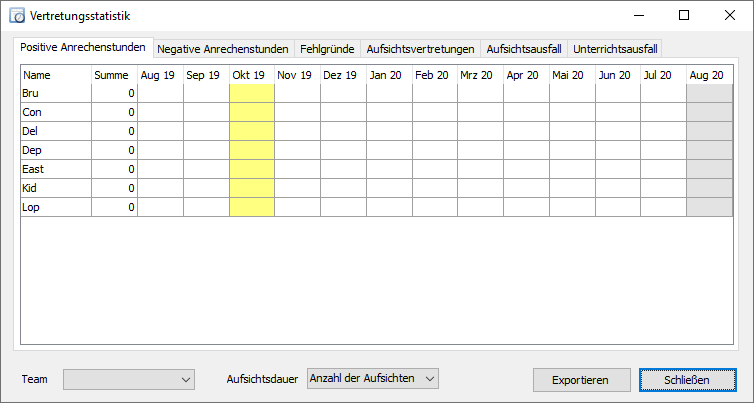 Vertretungsstatistik
Positive Anrechenstunden Negative Anrechenstunden Fehlgründe Aufsichtsvertretungen Aufsichtsausfall Unterrichtsausfall
Name Summe Aug 19 Sep 19 Okt 19 Nov 19 Dez 19 Jan 20 Feb 20 Mrz 20 Apr 20 Mai 20 Jun 20 Jul 20 Aug 20
Bru 0
Con 0
Del 0
Dep 0
East 0
Kid 0
Lop 0
Team Aufsichtsdauer Anzahl der Aufsichten Exportieren Schließen